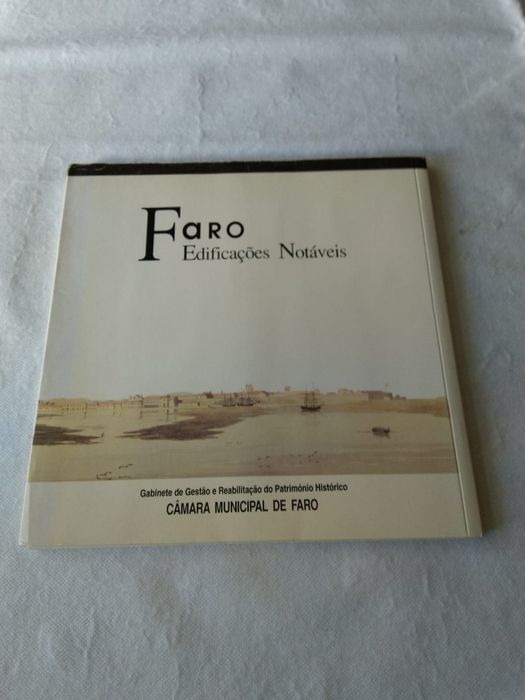 FaRO
Edificações Notáveis
Gabinete de Gestão e Reabilitação do Património Histórico
CÂMARA MUNICIPAL DE FARO